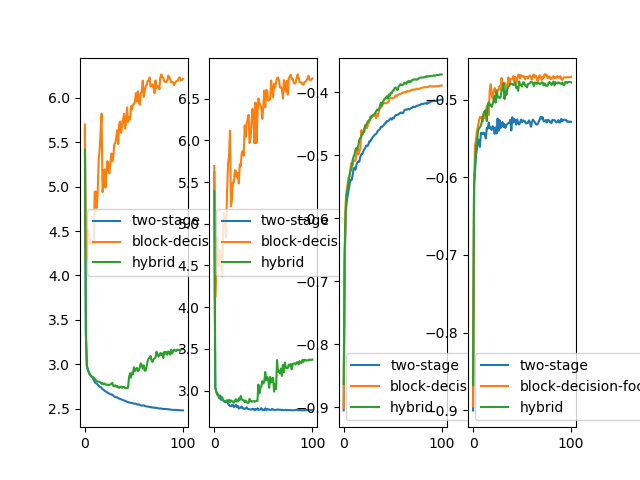 6.0
5.5
5.0
4.5
4.0
3.5
3.0
2.5
0
100
two-stage
block-decis
hybrid
6.5
6.0
5.5
5.0
4.5
4.0
3.5
3.0
0
100
two-stage
block-decis
hybrid
−0.4
−0.5
−0.6
−0.7
−0.8
−0.9
0
100
two-stage
block-decis
hybrid
−0.5
−0.6
−0.7
−0.8
−0.9
0
100
two-stage
block-decision-foc
hybrid